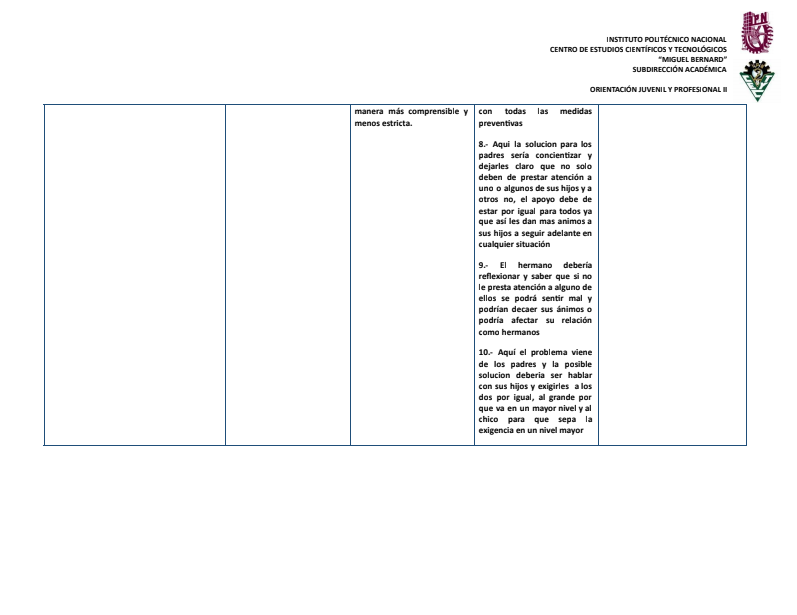 INSTITUTO POLITÉCNICO NACIONAL
CENTRO DE ESTUDIOS CIENTÍFICOS Y TECNOLÓGICOS
“MIGUEL BERNARD”
SUBDIRECCIÓN ACADÉMICA
ORIENTACIÓN JUVENIL Y PROFESIONAL II
manera más comprensible y
menos estricta.
con todas las medidas
preventivas
8.- Aqui la solucion para los
padres sería concientizar y
dejarles claro que no solo
deben de prestar atención a
uno o algunos de sus hijos y a
otros no, el apoyo debe de
estar por igual para todos ya
que así les dan mas animos a
sus hijos a seguir adelante en
cualquier situación
9.- El hermano debería
reflexionar y saber que si no
le presta atención a alguno de
ellos se podrá sentir mal y
podrían decaer sus ánimos o
podría afectar su relación
como hermanos
10.- Aquí el problema viene
de los padres y la posible
solucion deberia ser hablar
con sus hijos y exigirles a los
dos por igual, al grande por
que va en un mayor nivel y al
chico para que sepa la
exigencia en un nivel mayor